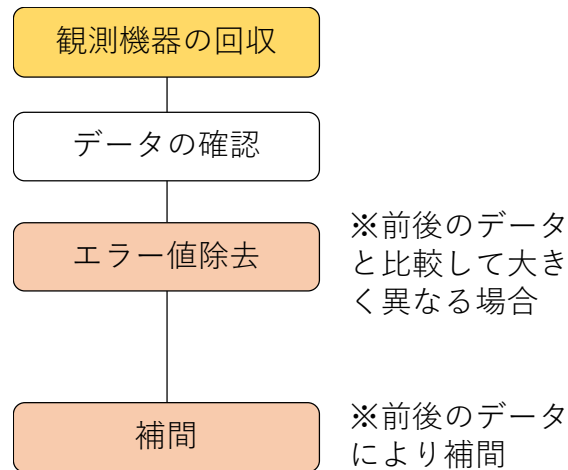 観測機器の回収
データの確認
エラー値除去
※前後のデータ
と比較して大き
く異なる場合
補間
※前後のデータ
により補間